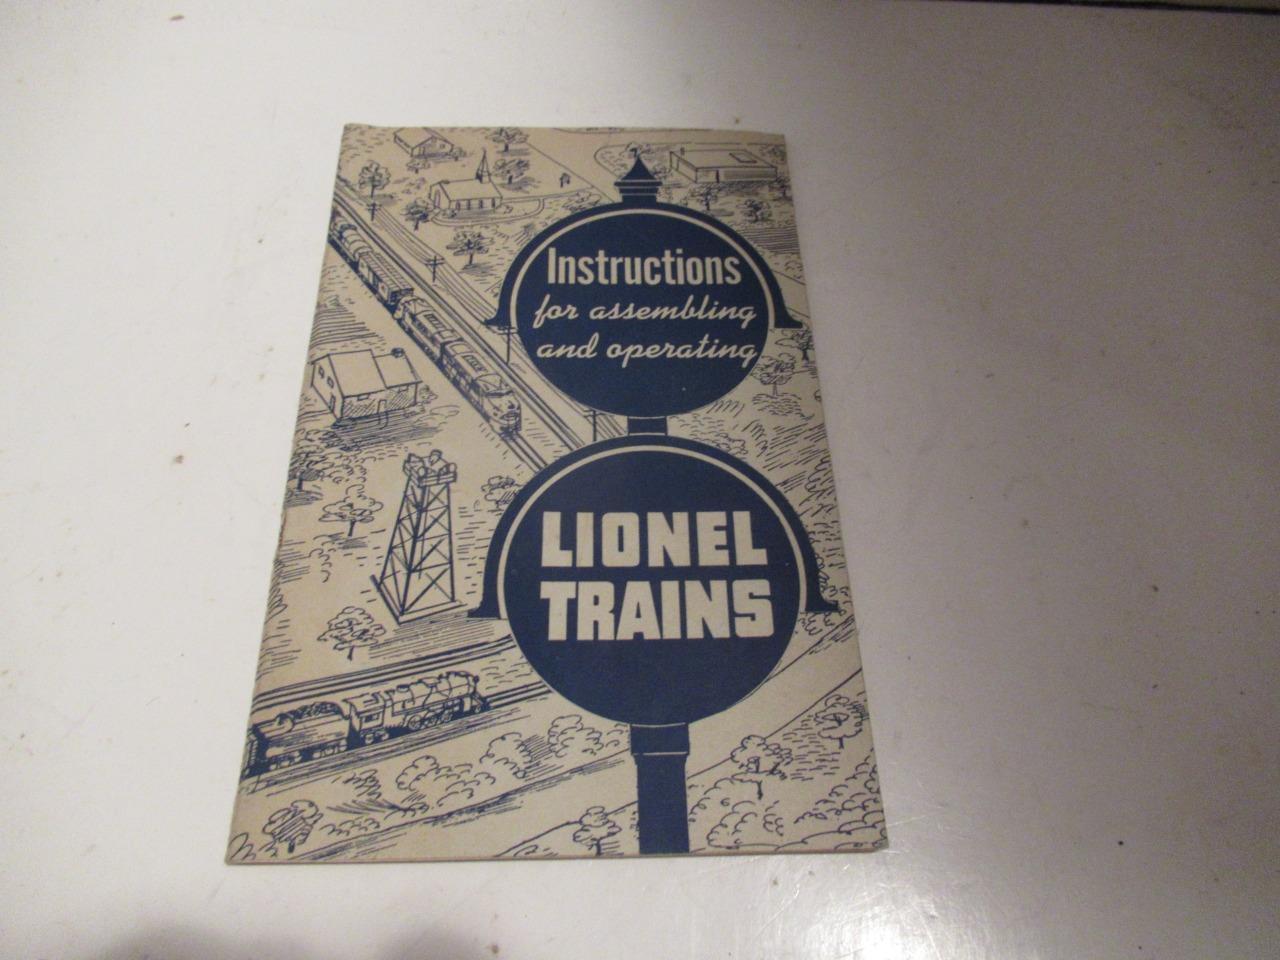 Instructions
for assembling
and operating
LIONEL
TRAINS